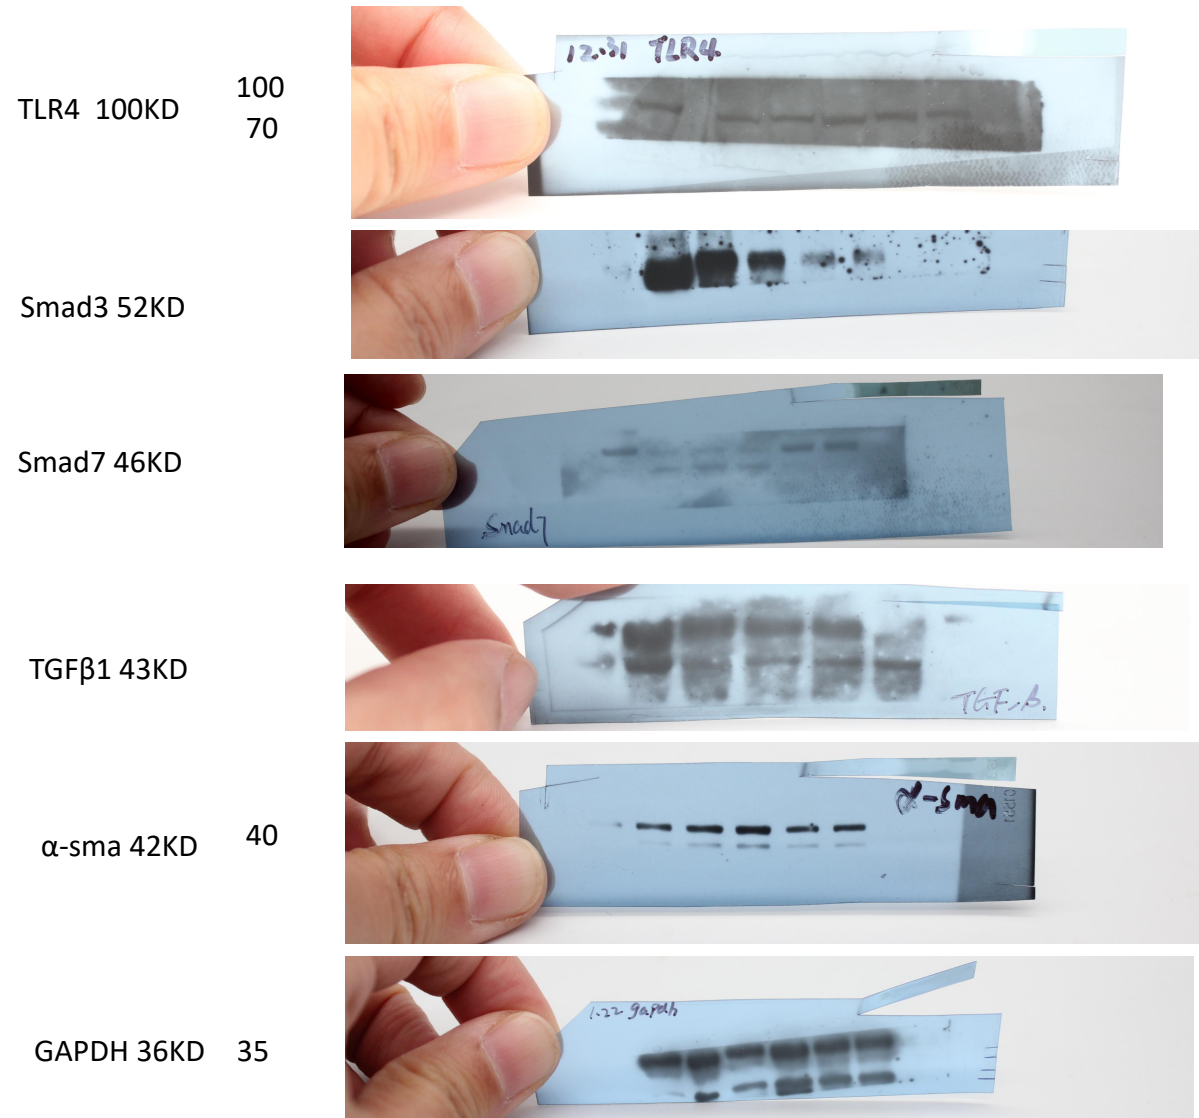 12.31 TLR4
TLR4 100KD
100
70
Smad3 52KD
Smad7 46KD
Smad7
TGFβ1 43KD
TGF-β.
α-sma 42KD
40
α-sma
1.22 gapdh
GAPDH 36KD
35